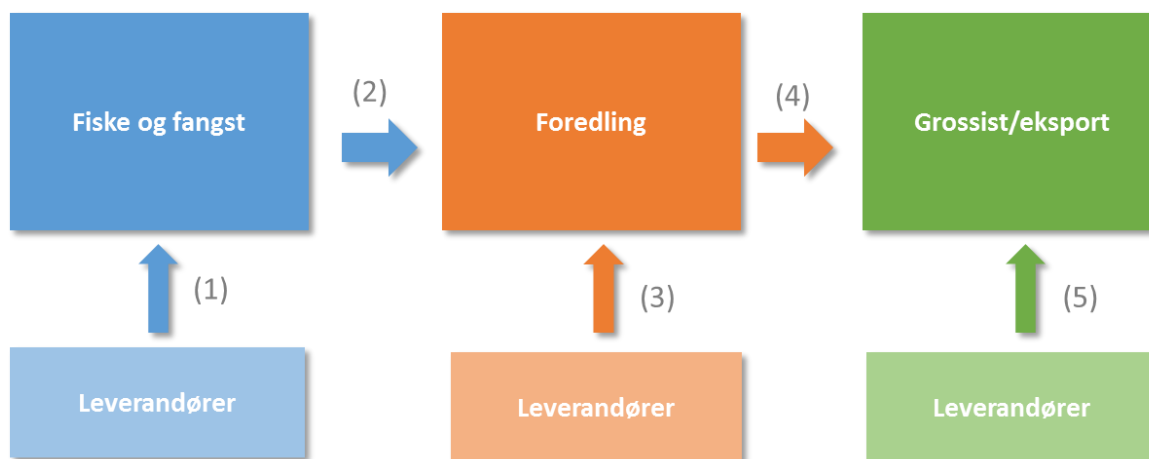 Fiske og fangst
(2)
Foredling
(4)
Grossist/eksport
(1)
(3)
(5)
Leverandører
Leverandører
Leverandører